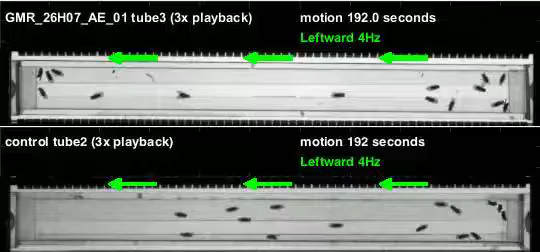 GMR_26H07_AE_01 tube3 (3x playback)
motion 192.0 seconds
Leftward 4Hz
control tube2 (3x playback)
motion 192 seconds
Leftward 4Hz